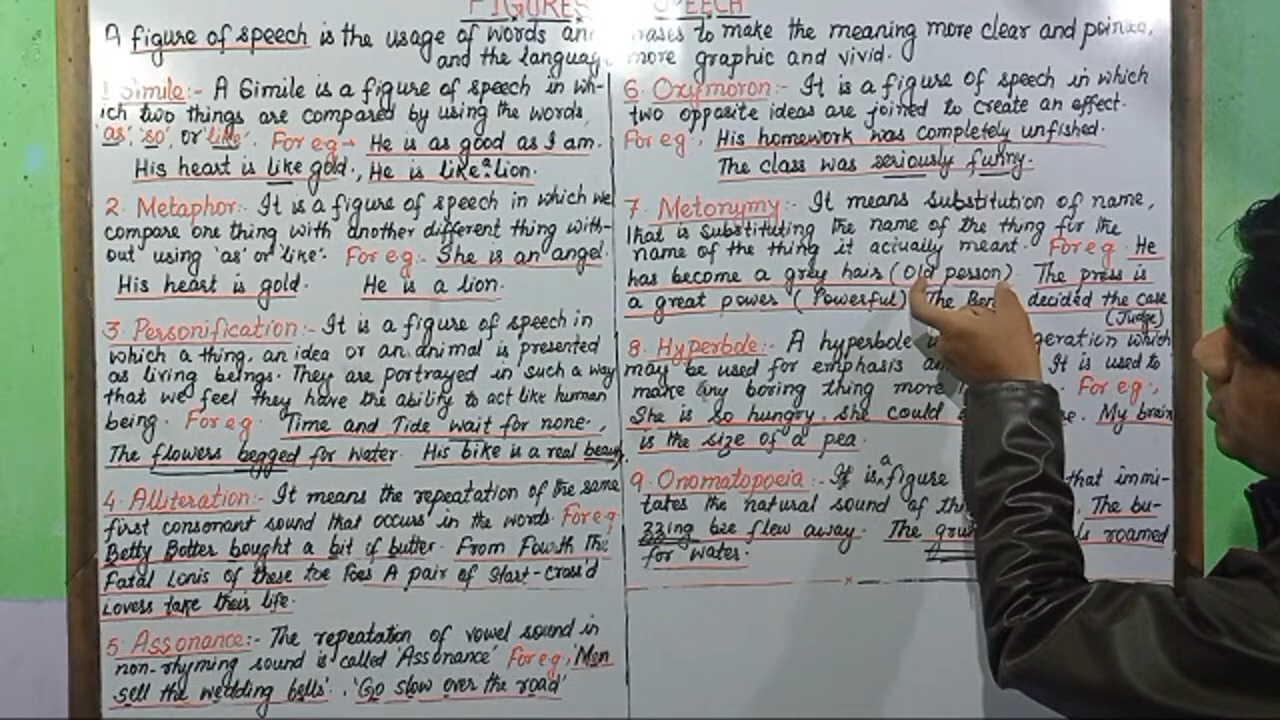 FIGURES SPEECH
A figure of speech is the usage of words an rases to make the meaning more clear and
and the languag more graphic and vivid.
1. Simile:- A Simile is a figure of speech in wh-
ich two things are compared by using the words,
'as', 'so', or 'like'. For eg → He is as good as I am.
His heart is like gold., He is like a lion.
2. Metaphor:- It is a figure of speech in which we
compare one thing with another different thing with-
out using 'as' or 'like'. For eg:- She is an angel.
His heart is gold. He is a lion.
3. Personification:- It is a figure of speech in
which a thing, an idea or an animal is presented
as living beings. They are portrayed in such a way
that we feel they have the ability to act like human
being. For eg. Time and Tide wait for none.,
The flowers begged for water. His bike is a real beauty.
4. Alliteration:- It means the repeatation of the same
first consonant sound that occurs in the words. For eg.
Betty Botter bought a bit of butter. From Fourth The
Fatal of these A pair of
take their life.
5. Assonance:- The repeatation of vowel sound in
non-rhyming sound is called 'Assonance' For eg, 'Men
sell the wedding bells'. 'Go slow over the road'
6. Oxymoron:- It is a figure of speech in which
two opposite ideas are joined to create an effect.
For eg., His homework was completely unfished.
The class was seriously funny.
7. Metonymy:- It means substitution of name,
that is substituting the name of the thing for the
name of the thing it actually meant. For eg. He
has become a grey hair (Old person). The press is
a great power (Powerful) The Ben decided the case
(Judge)
8. Hyperbole:- A hyperbole geration which
may be used for emphasis It is used to
make any boring thing more For eg.,
She is so hungry, she could My brain
is the size of a pea.
9. Onomatopoeia:- It is a figure that immi-
tates the natural sound of The bu-
zzing bee flew away. The roamed
for water.